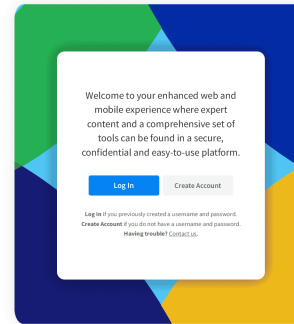 Welcome to your enhanced web and
mobile experience where expert
content and a comprehensive set of
tools can be found in a secure,
confidential and easy-to-use platform.
Log In
Create Account
Log In if you previously created a username and password.
Create Account if you do not have a username and password.
Having trouble? Contact us.